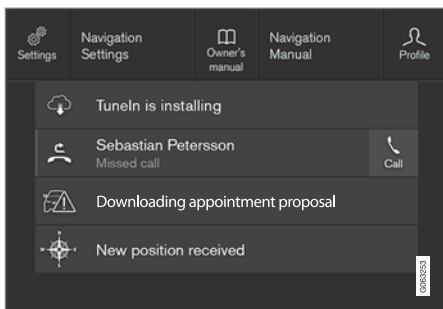 Settings
Navigation
Settings
Owner's
manual
Navigation
Manual
Profile
TuneIn is installing
Sebastian Petersson
Missed call
Call
Downloading appointment proposal
New position received
G063253